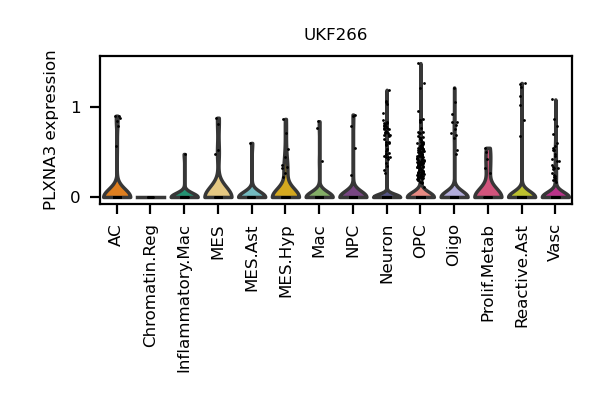 UKF266
PLXNA3 expression
1
0
AC
Chromatin.Reg
Inflammatory.Mac
MES
MES.Ast
MES.Hyp
Mac
NPC
Neuron
OPC
Oligo
Prolif.Metab
Reactive.Ast
Vasc